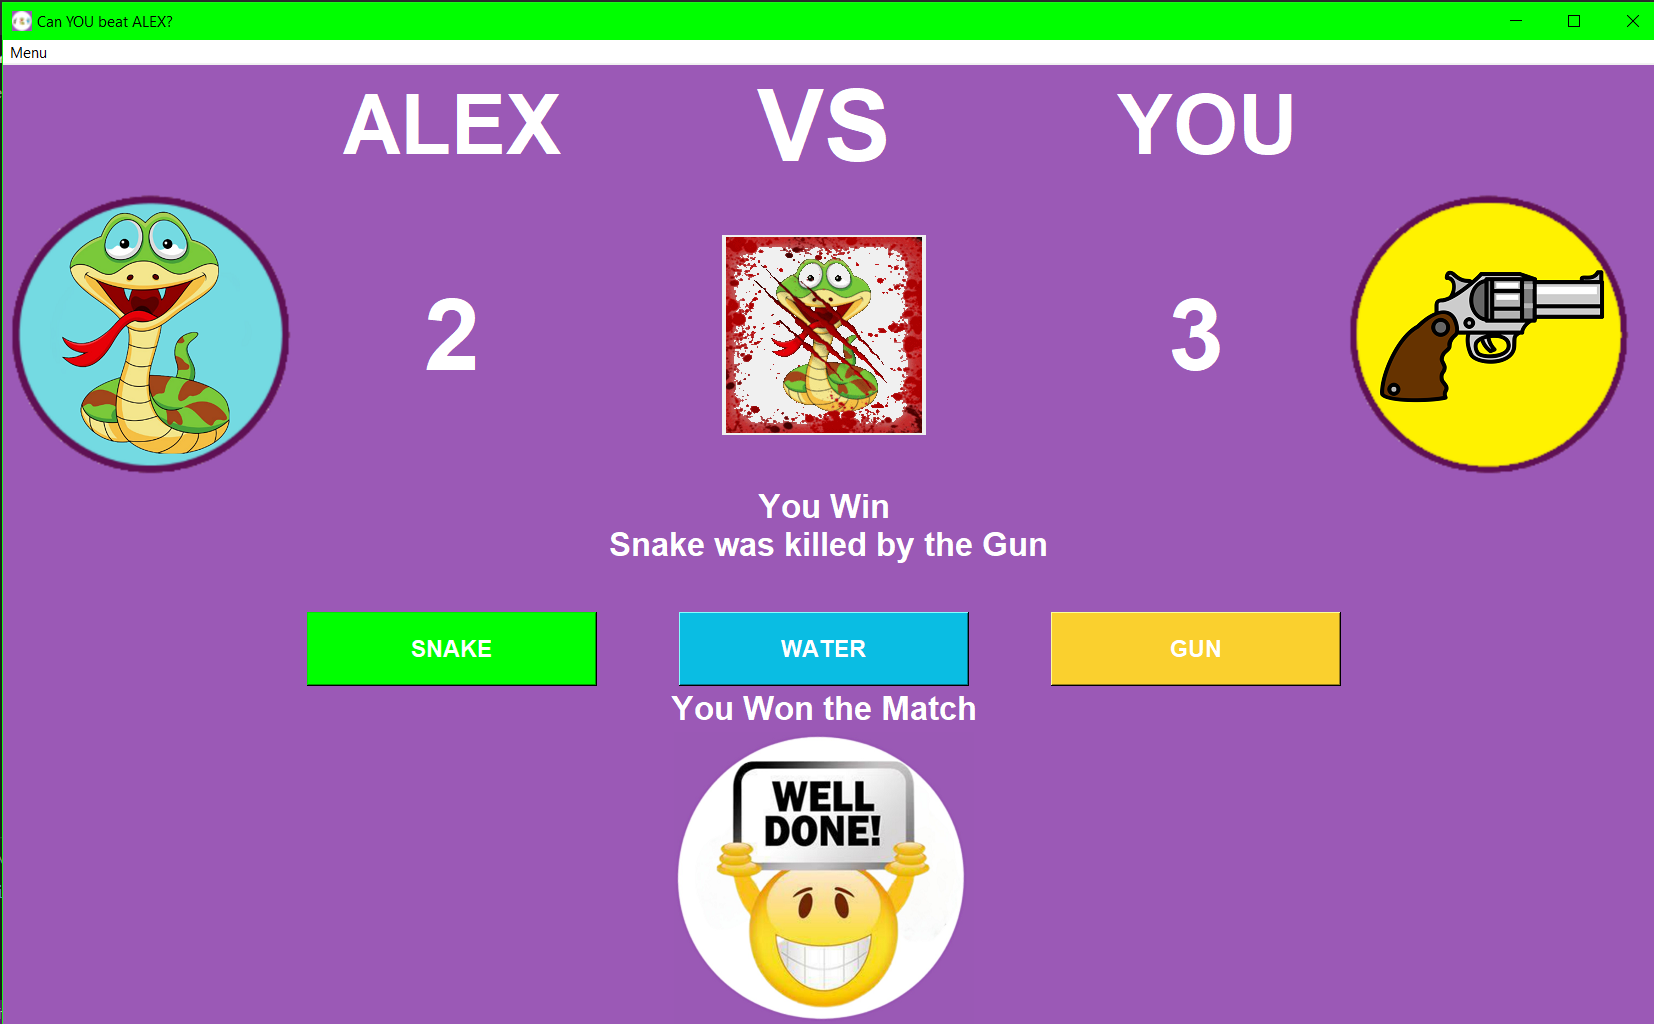 Can YOU beat ALEX?
Menu
ALEX VS YOU
2 3
You Win
Snake was killed by the Gun
SNAKE WATER GUN
You Won the Match
WELL
DONE!